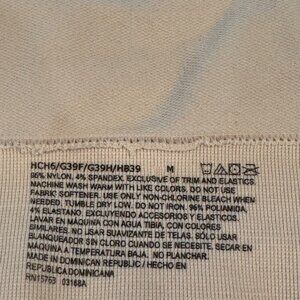 HCH6/G39F/G39H/HB39 M
96% NYLON, 4% SPANDEX. EXCLUSIVE OF TRIM AND ELASTICS
MACHINE WASH WARM WITH LIKE COLORS. DO NOT USE
FABRIC SOFTENER. USE ONLY NON-CHLORINE BLEACH WHEN
NEEDED. TUMBLE DRY LOW. DO NOT IRON. 96% POLIAMIDA,
4% ELASTANO. EXCLUYENDO ACCESORIOS Y ELASTICOS.
LAVAR EN MAQUINA CON AGUA TIBIA, CON COLORES
SIMILARES. NO USAR SUAVIZANTE DE TELAS. SÓLO USAR
BLANQUEADOR SIN CLORO CUANDO SE NECESITE. SECAR EN
MAQUINA A TEMPERATURA BAJA. NO PLANCHAR.
MADE IN DOMINICAN REPUBLIC / HECHO EN
REPUBLICA DOMINICANA
RN15763 03168A